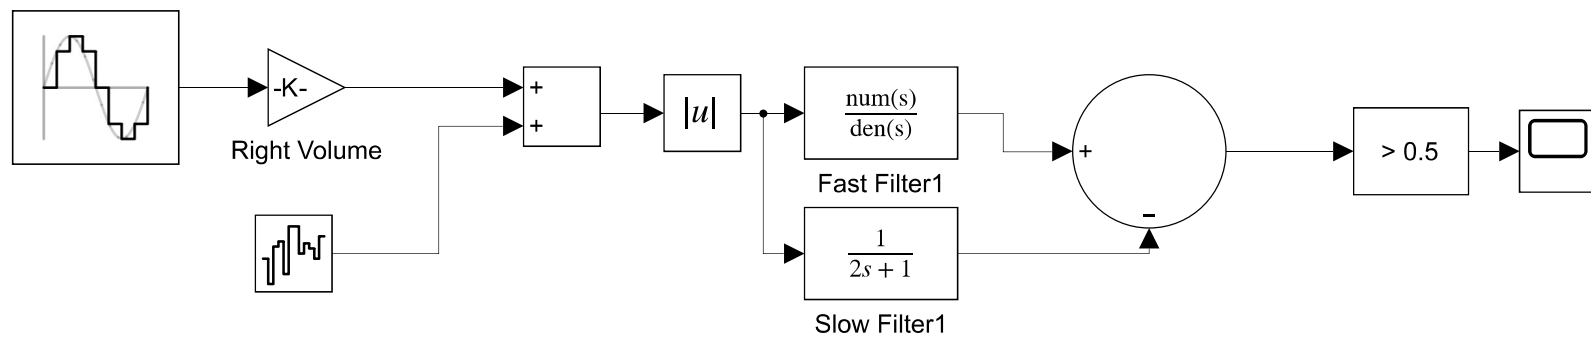 -K-
Right Volume
+
+
|u|
num(s)
den(s)
Fast Filter1
1
2s + 1
Slow Filter1
+
−
> 0.5